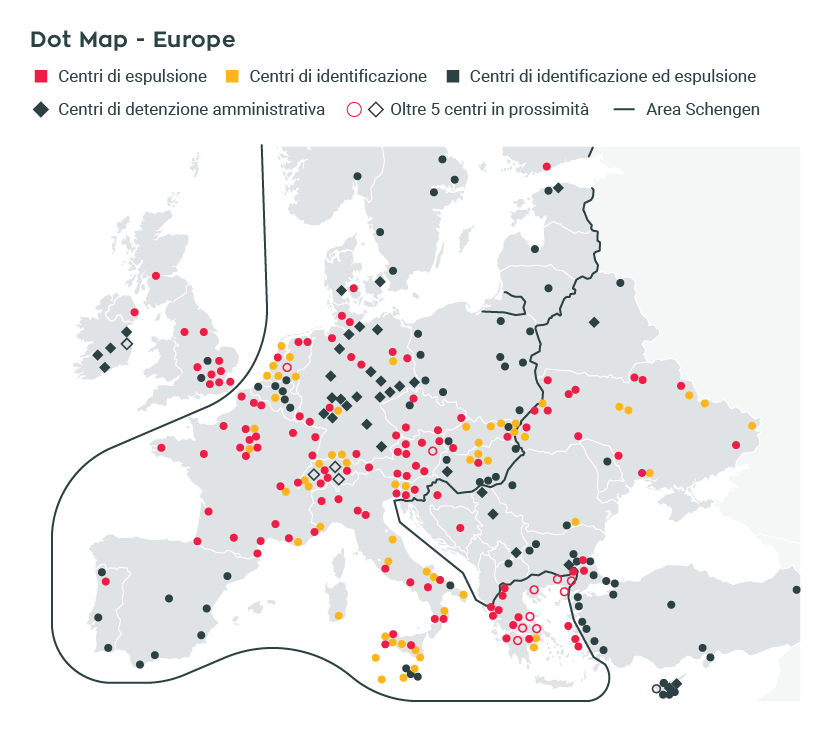 Dot Map - Europe
Centri di espulsione Centri di identificazione Centri di identificazione ed espulsione
Centri di detenzione amministrativa Oltre 5 centri in prossimità Area Schengen